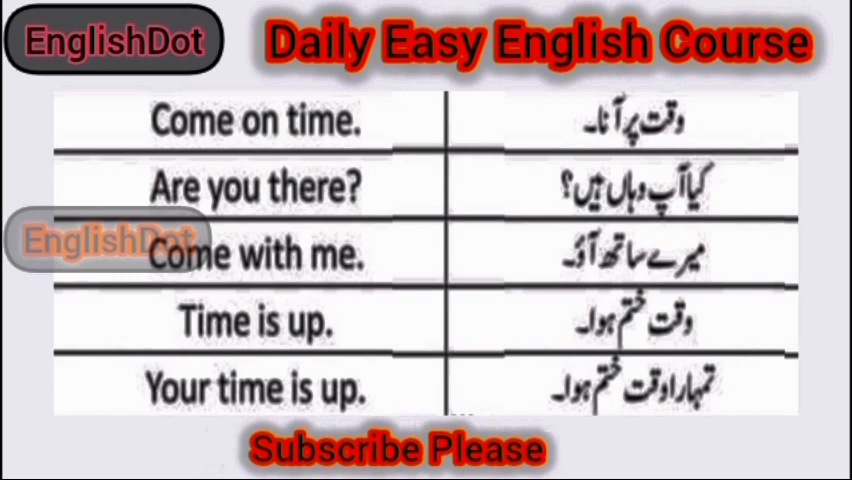 EnglishDot
Daily Easy English Course
Come on time. وقت پر آنا۔
Are you there? کیا آپ وہاں ہیں؟
EnglishDot
Come with me. میرے ساتھ آؤ۔
Time is up. وقت ختم ہوا۔
Your time is up. تمہارا وقت ختم ہوا۔
Subscribe Please